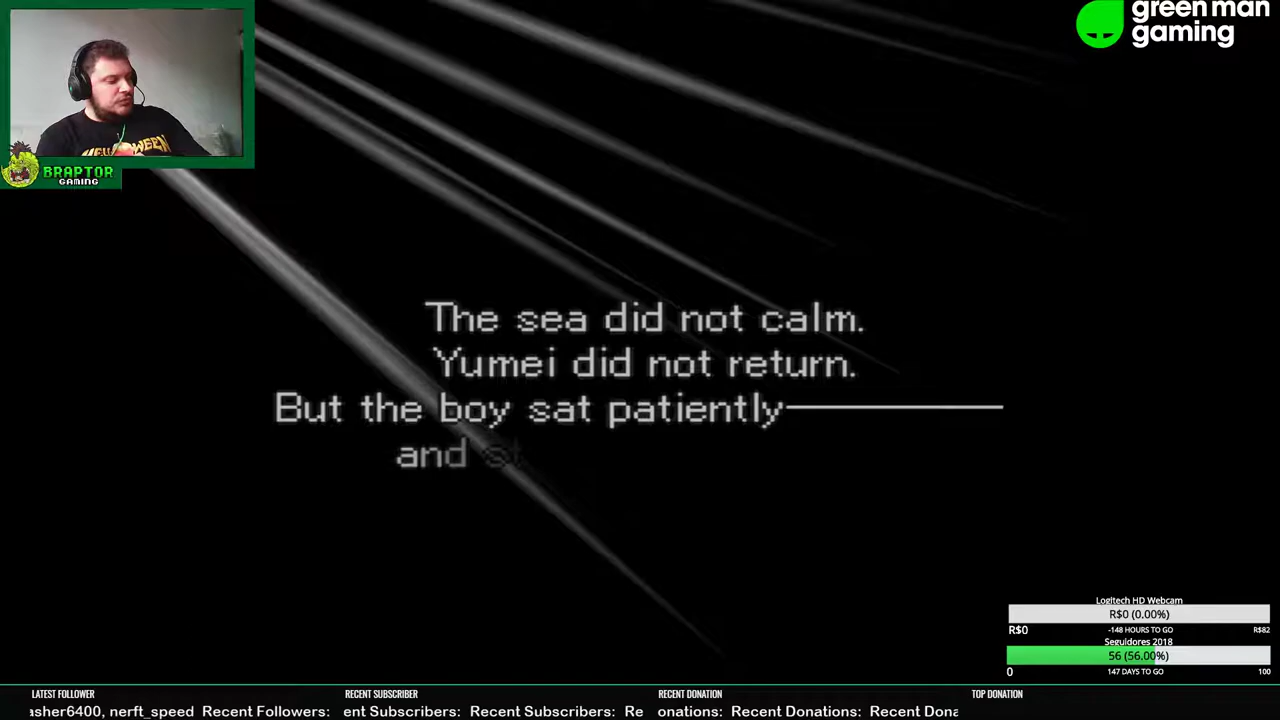 green man
gaming
BRAPTOR
GAMING
The sea did not calm.
Yumei did not return.
But the boy sat patiently————
and
Logitech HD Webcam
R$0 (0.00%)
R$0 -148 HOURS TO GO R$82
Seguidores 2018
56 (56.00%)
0 147 DAYS TO GO 100
LATEST FOLLOWER RECENT SUBSCRIBER RECENT DONATION TOP DONATION
asher6400, nerft_speed Recent Followers: ent Subscribers: Recent Subscribers: Re onations: Recent Donations: Recent Dona